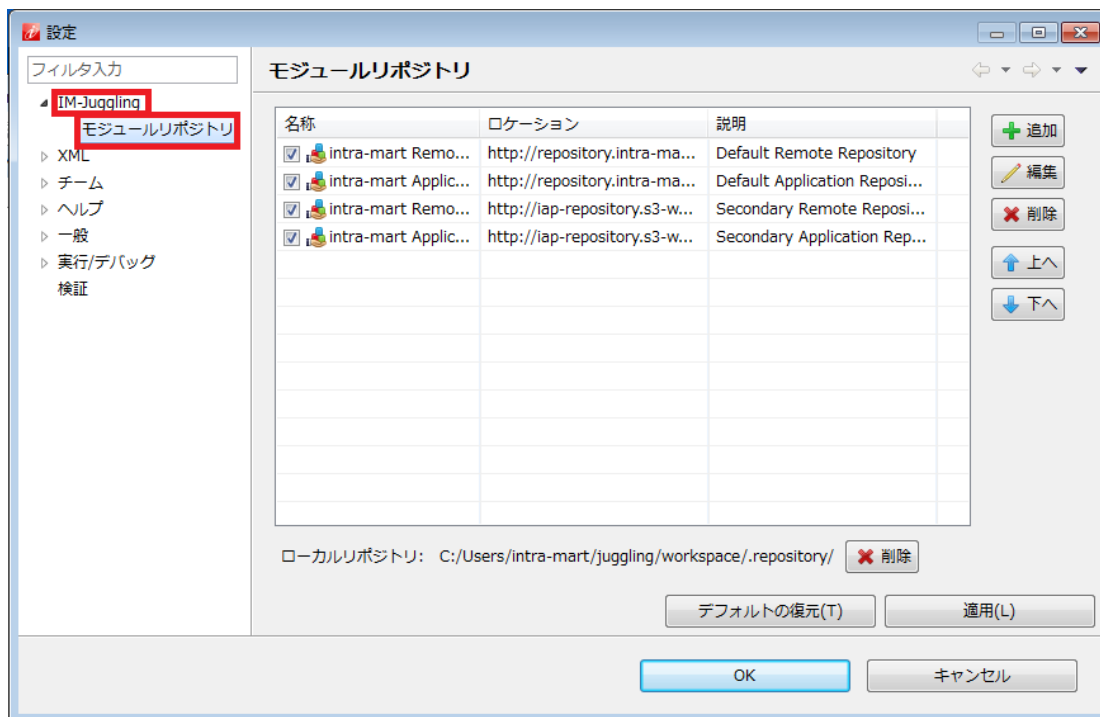 設定
フィルタ入力
IM-Juggling
モジュールリポジトリ
XML
チーム
ヘルプ
一般
実行/デバッグ
検証
モジュールリポジトリ
名称 ロケーション 説明
intra-mart Remo... http://repository.intra-ma... Default Remote Repository
intra-mart Applic... http://repository.intra-ma... Default Application Reposi...
intra-mart Remo... http://iap-repository.s3-w... Secondary Remote Reposi...
intra-mart Applic... http://iap-repository.s3-w... Secondary Application Rep...
追加
編集
削除
上へ
下へ
ローカルリポジトリ: C:/Users/intra-mart/juggling/workspace/.repository/ 削除
デフォルトの復元(T) 適用(L)
OK キャンセル